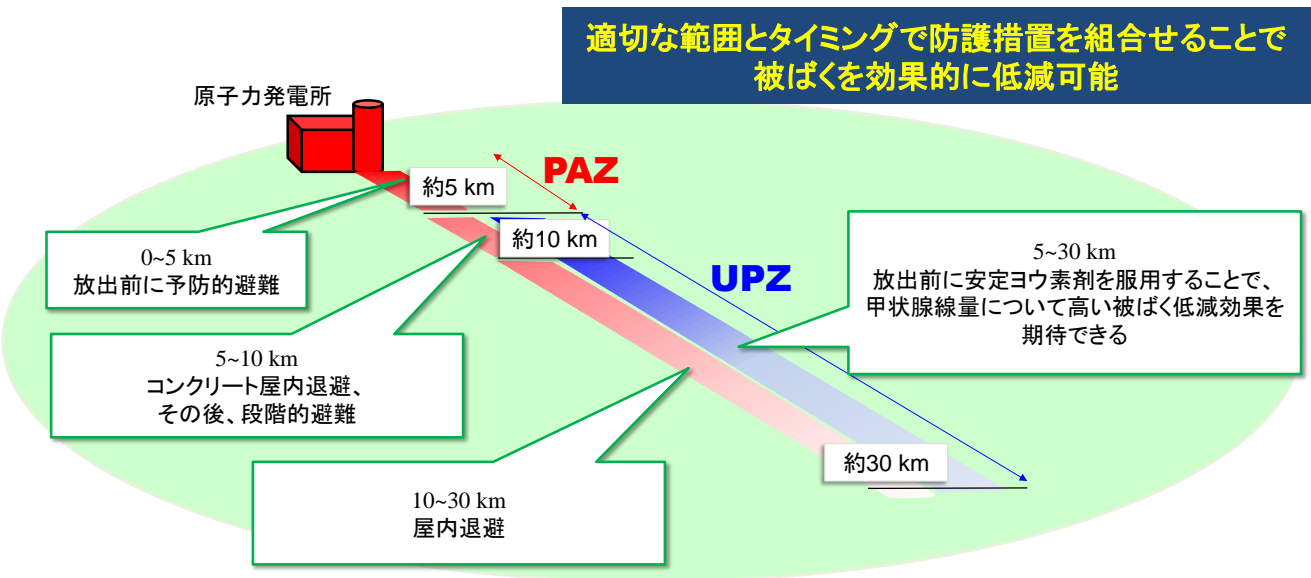 適切な範囲とタイミングで防護措置を組合せることで
被ばくを効果的に低減可能
原子力発電所
PAZ
約5 km
約10 km
UPZ
0~5 km
放出前に予防的避難
5~30 km
放出前に安定ヨウ素剤を服用することで、
甲状腺線量について高い被ばく低減効果を
期待できる
5~10 km
コンクリート屋内退避、
その後、段階的避難
約30 km
10~30 km
屋内退避